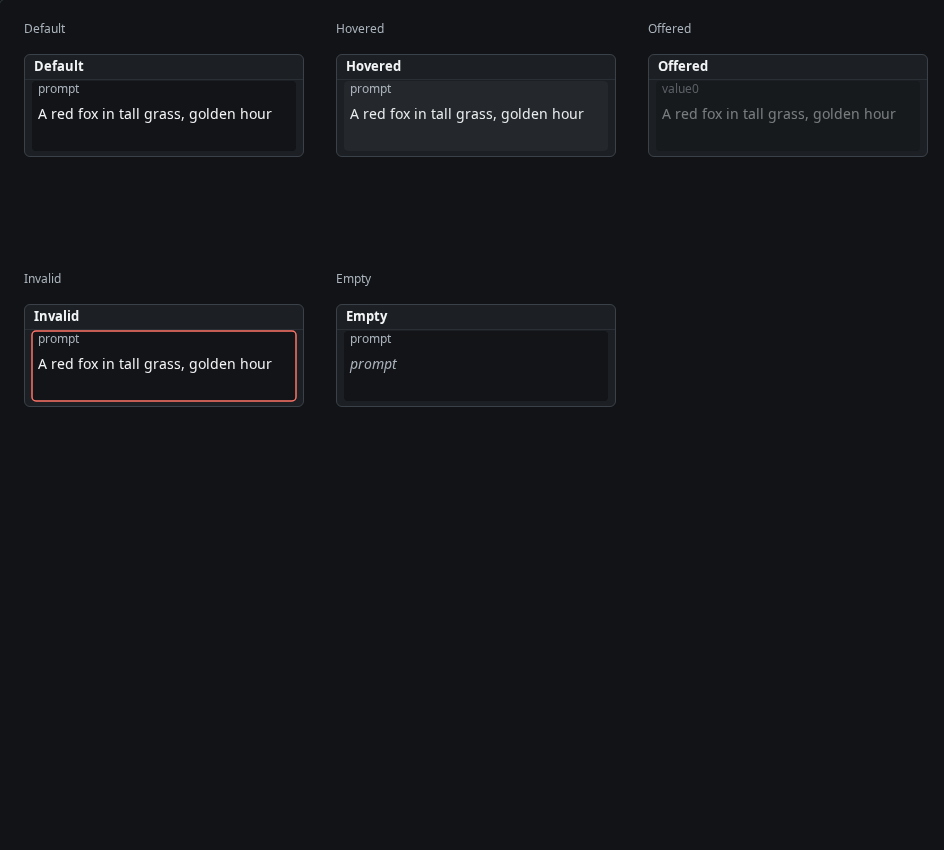 Default
Hovered
Offered
Default
prompt
A red fox in tall grass, golden hour
Hovered
prompt
A red fox in tall grass, golden hour
Offered
value0
A red fox in tall grass, golden hour
Invalid
Empty
Invalid
prompt
A red fox in tall grass, golden hour
Empty
prompt
prompt